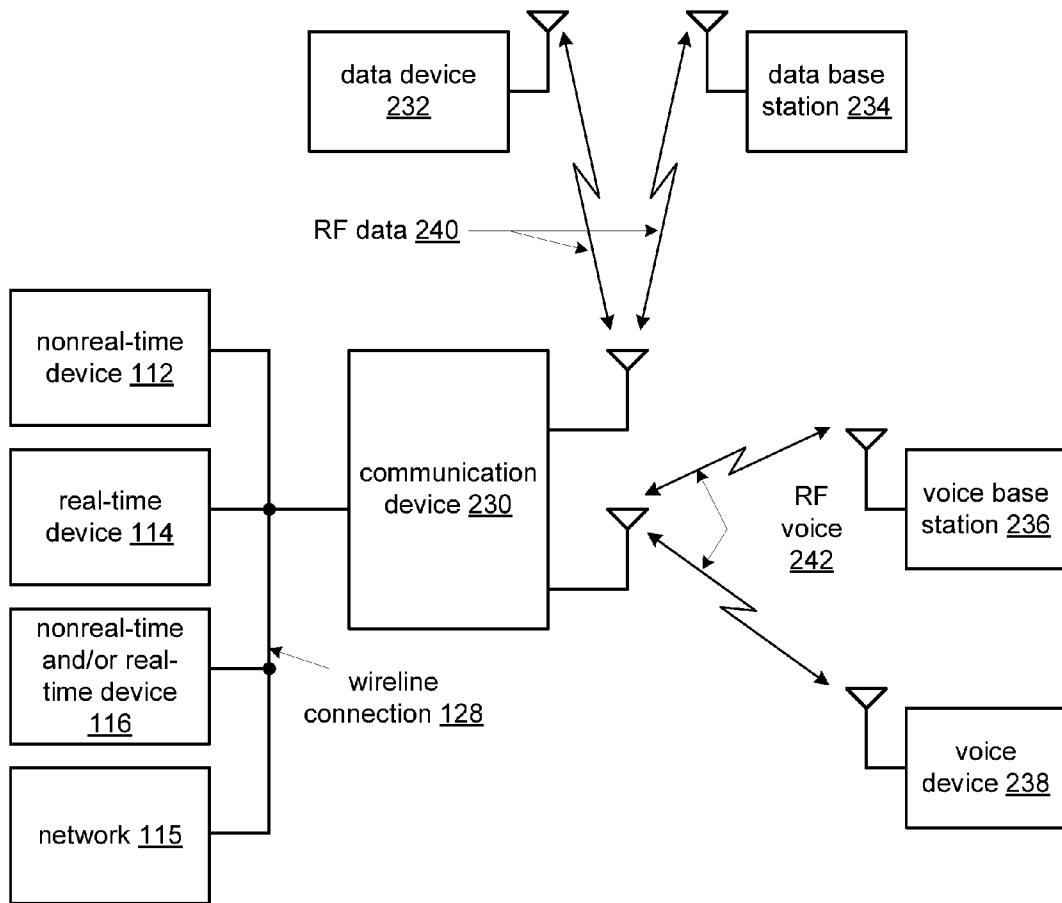 data device
232
data base
station 234
RF data 240
nonreal-time
device 112
real-time
device 114
nonreal-time
and/or real-
time device
116
network 115
wireline
connection 128
communication
device 230
RF
voice
242
voice base
station 236
voice
device 238